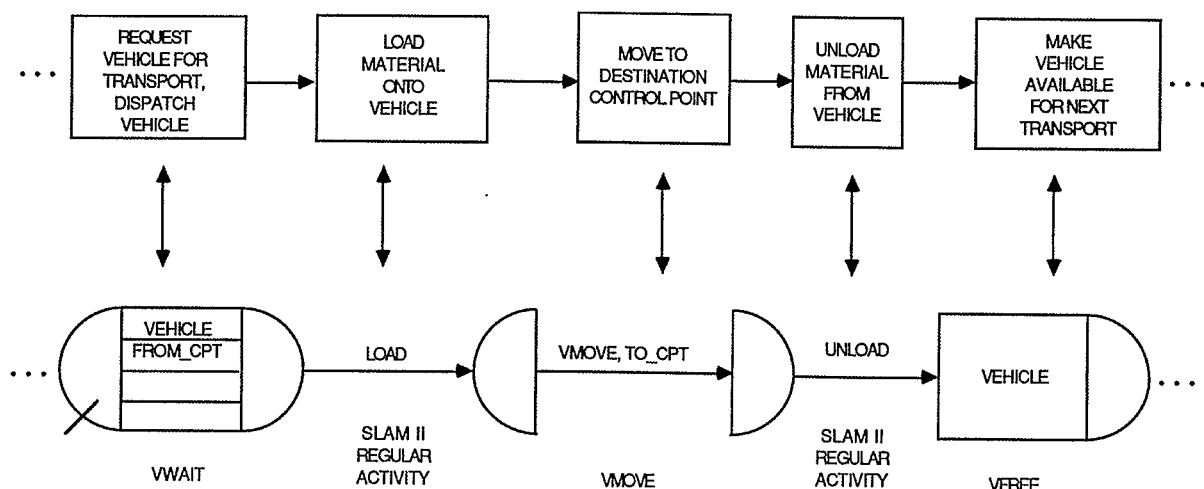 REQUEST
VEHICLE FOR
TRANSPORT,
DISPATCH
VEHICLE
LOAD
MATERIAL
ONTO
VEHICLE
MOVE TO
DESTINATION
CONTROL POINT
UNLOAD
MATERIAL
FROM
VEHICLE
MAKE
VEHICLE
AVAILABLE
FOR NEXT
TRANSPORT
VEHICLE
FROM_CPT
LOAD
VMOVE, TO_CPT
UNLOAD
VEHICLE
VWAIT
SLAM II
REGULAR
ACTIVITY
VMOVE
SLAM II
REGULAR
ACTIVITY